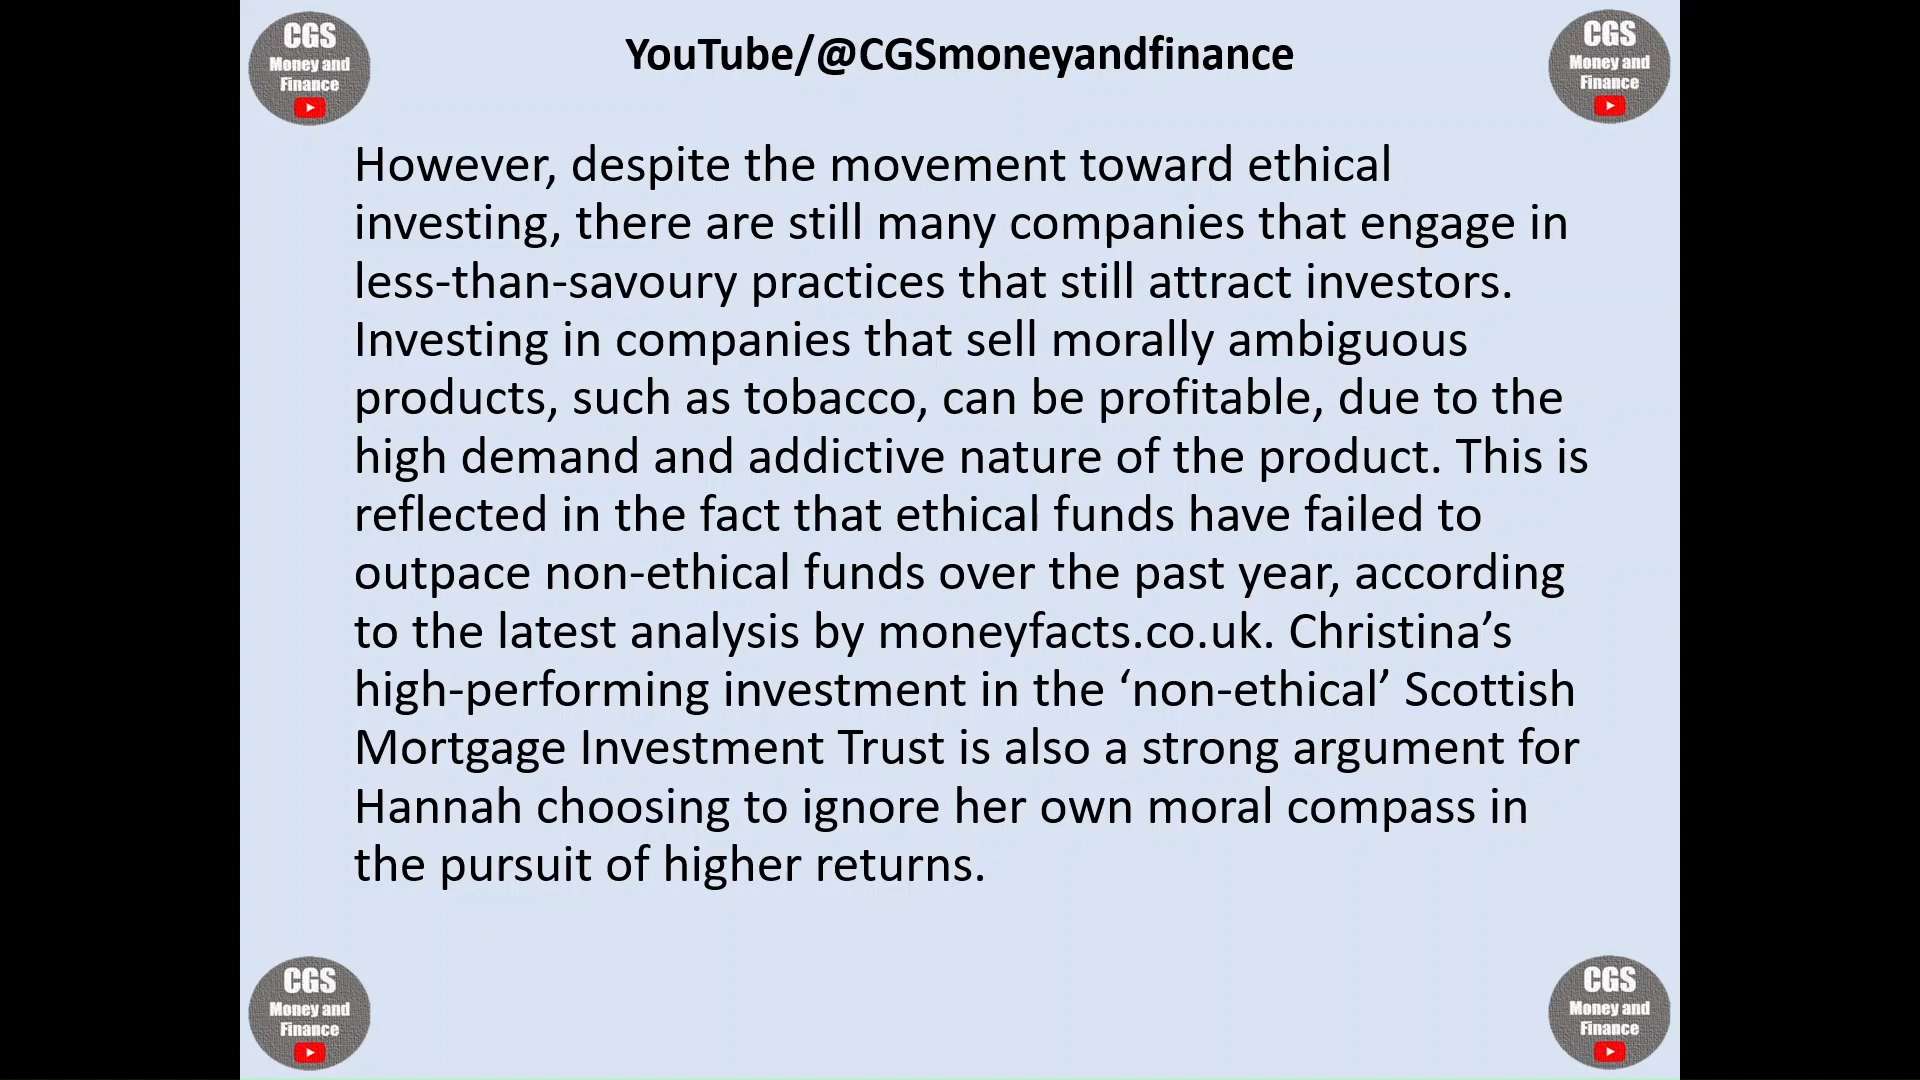 CGS
Money and
Finance
YouTube/@CGSmoneyandfinance
CGS
Money and
Finance
However, despite the movement toward ethical
investing, there are still many companies that engage in
less-than-savoury practices that still attract investors.
Investing in companies that sell morally ambiguous
products, such as tobacco, can be profitable, due to the
high demand and addictive nature of the product. This is
reflected in the fact that ethical funds have failed to
outpace non-ethical funds over the past year, according
to the latest analysis by moneyfacts.co.uk. Christina’s
high-performing investment in the ‘non-ethical’ Scottish
Mortgage Investment Trust is also a strong argument for
Hannah choosing to ignore her own moral compass in
the pursuit of higher returns.
CGS
Money and
Finance
CGS
Money and
Finance